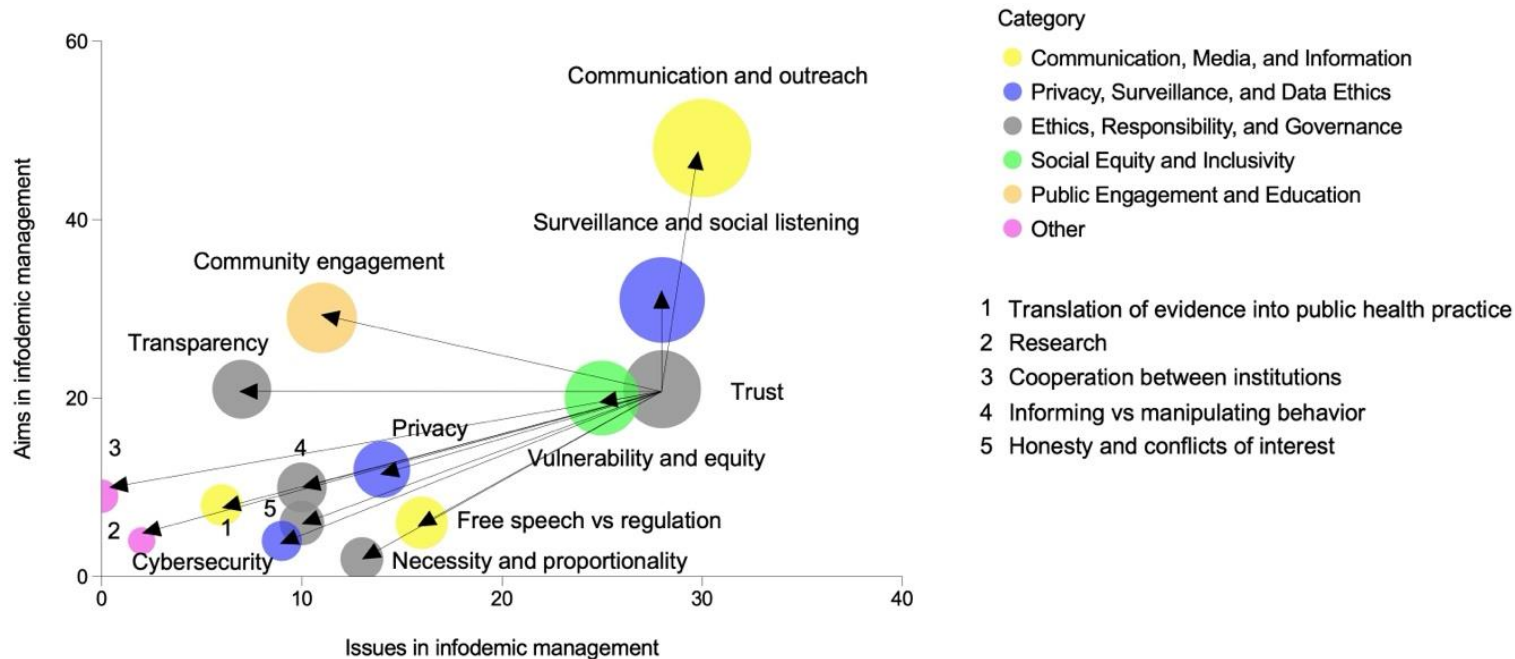 Category
Communication, Media, and Information
Privacy, Surveillance, and Data Ethics
Ethics, Responsibility, and Governance
Social Equity and Inclusivity
Public Engagement and Education
Other
1 Translation of evidence into public health practice
2 Research
3 Cooperation between institutions
4 Informing vs manipulating behavior
5 Honesty and conflicts of interest
Aims in infodemic management
60
40
20
0
Communication and outreach
Surveillance and social listening
Community engagement
Transparency
Trust
Privacy
3
4
Vulnerability and equity
5
1
2
Free speech vs regulation
Cybersecurity
Necessity and proportionality
0 10 20 30 40
Issues in infodemic management